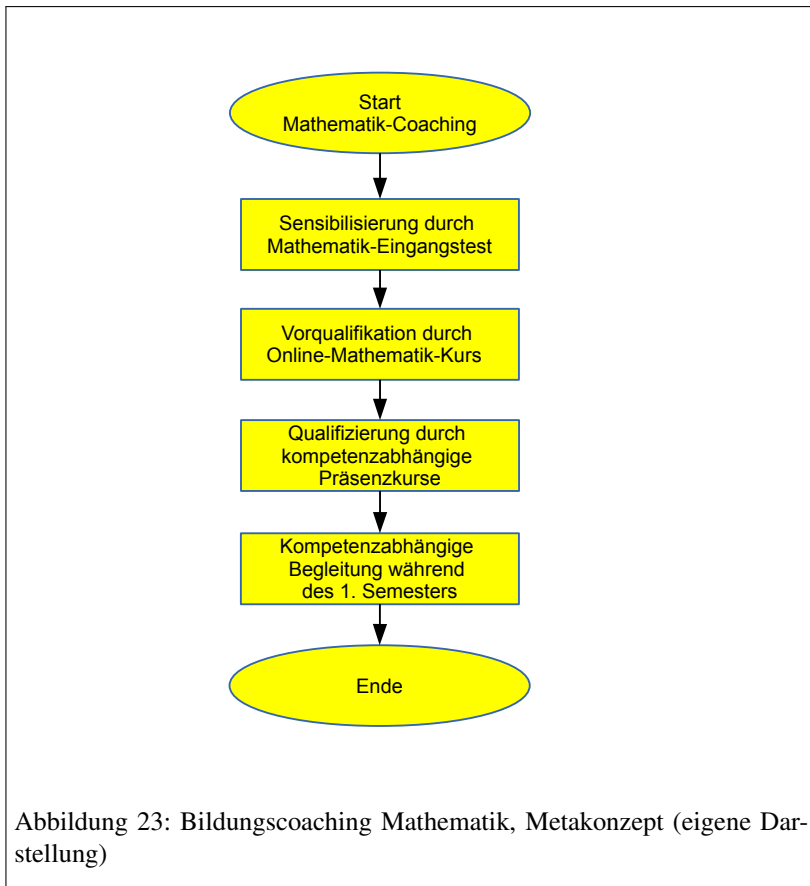 Start
Mathematik-Coaching
Sensibilisierung durch
Mathematik-Eingangstest
Vorqualifikation durch
Online-Mathematik-Kurs
Qualifizierung durch
kompetenzabhängige
Präsenzkurse
Kompetenzabhängige
Begleitung während
des 1. Semesters
Ende
Abbildung 23: Bildungscoaching Mathematik, Metakonzept (eigene Dar-
stellung)